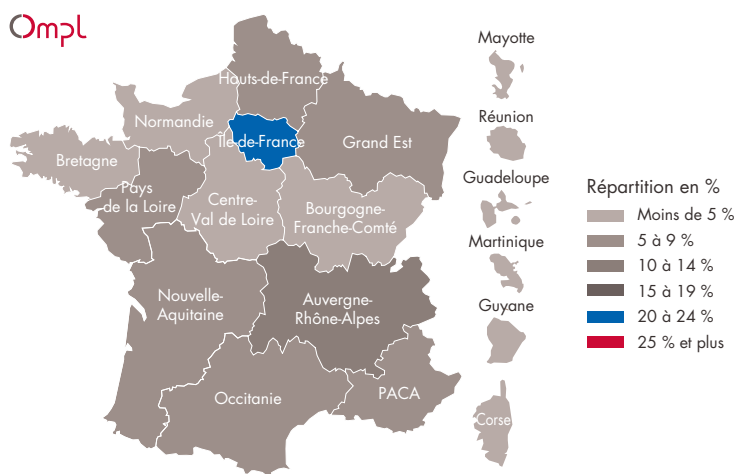 Ompl
Hauts-de-France
Normandie
Île-de-France
Grand Est
Bretagne
Pays
de la Loire
Centre-
Val de Loire
Bourgogne-
Franche-Comté
Nouvelle-
Aquitaine
Auvergne-
Rhône-Alpes
Occitanie
PACA
Mayotte
Réunion
Guadeloupe
Martinique
Guyane
Corse
Répartition en %
Moins de 5 %
5 à 9 %
10 à 14 %
15 à 19 %
20 à 24 %
25 % et plus